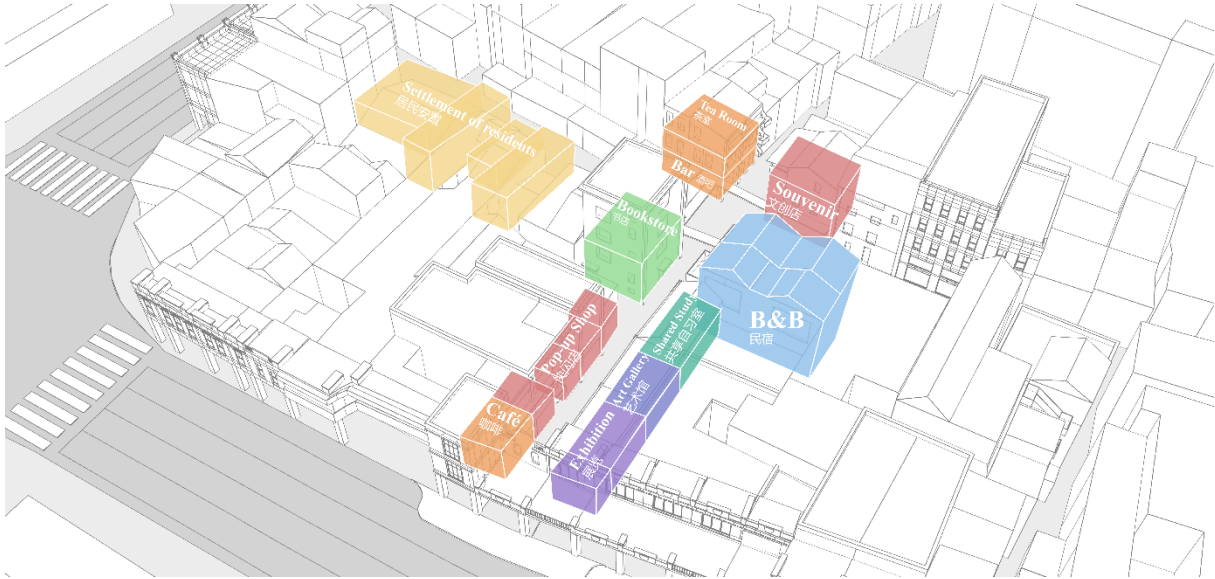 Settlement of residents
居民安置
Tea Room
茶室
Bar 酒吧
Souvenir
文创店
Bookstore
书店
B&B
民宿
Pop-up Shop
快闪店
Shared Study
共享自习室
Art Gallery
艺术馆
Café
咖啡
Exhibition
展览